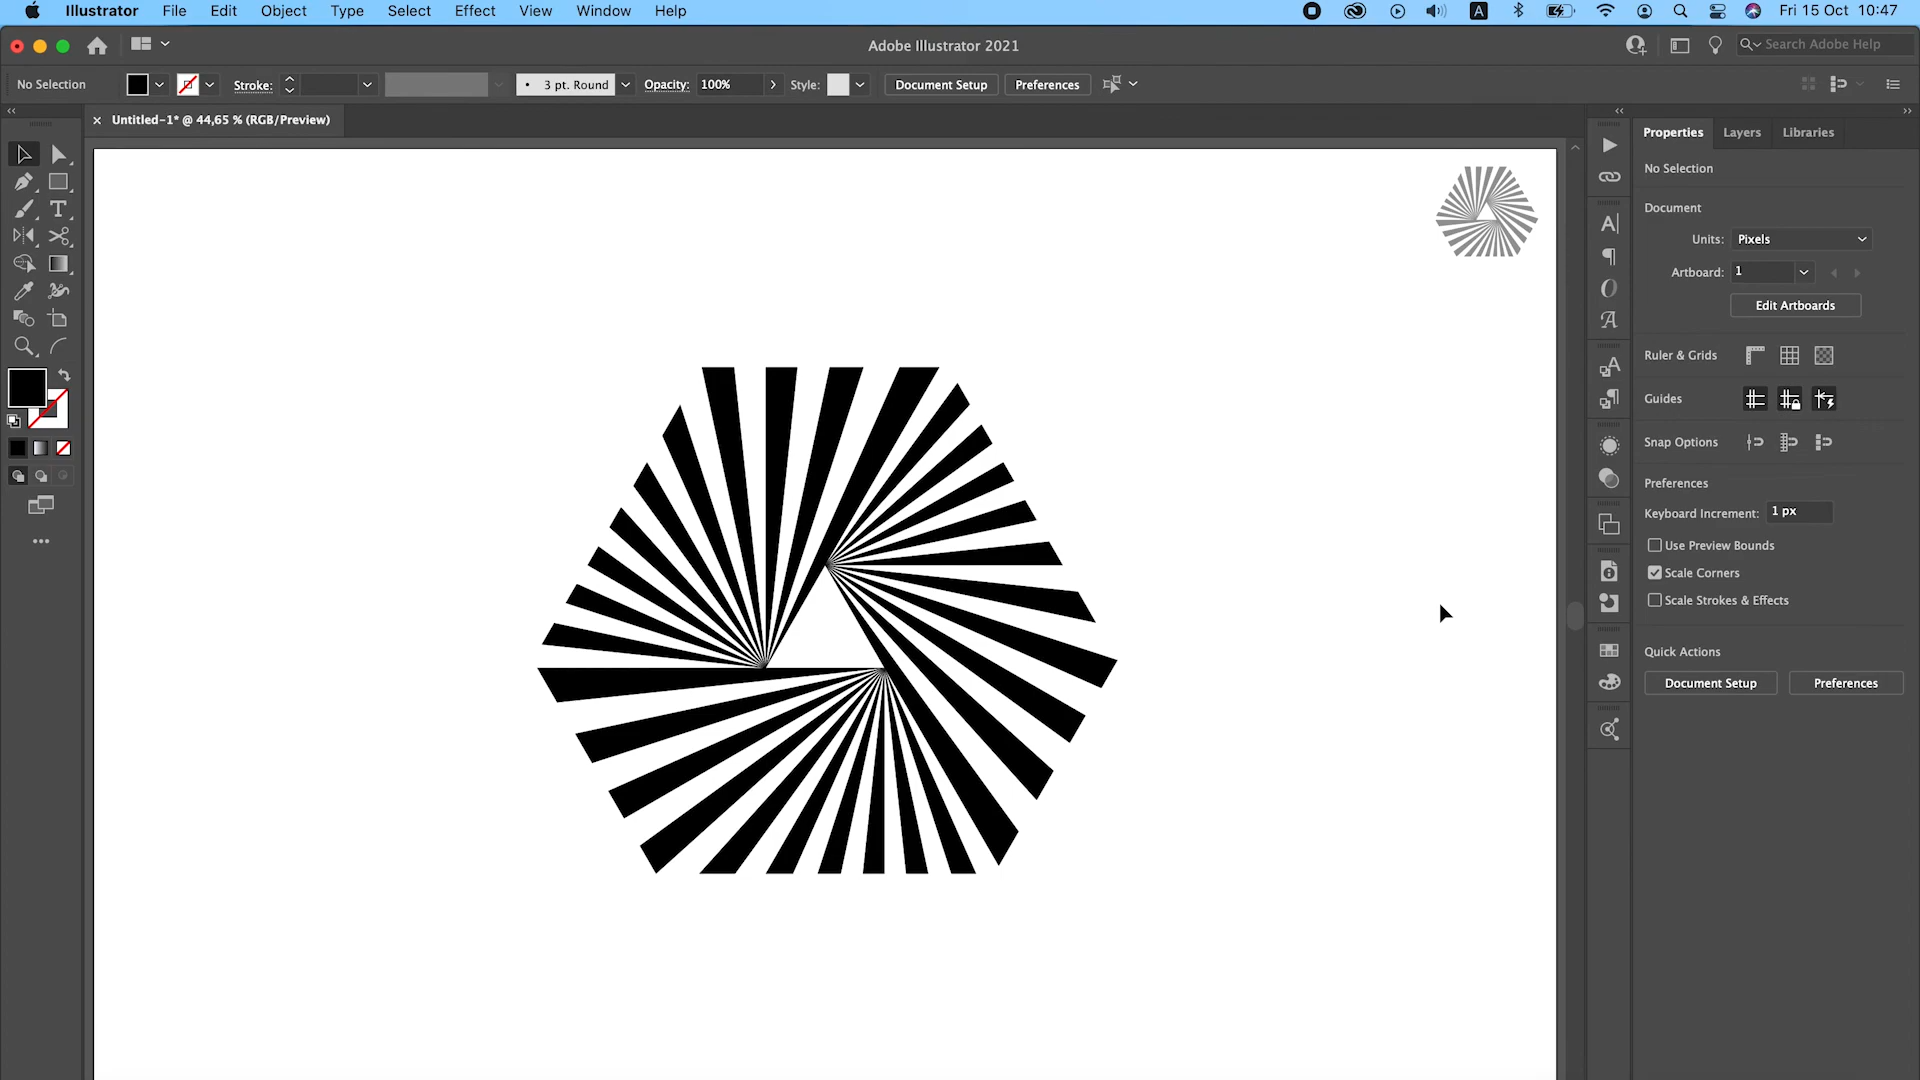 Illustrator File Edit Object Type Select Effect View Window Help A Fri 15 Oct 10:47
Adobe Illustrator 2021 Search Adobe Help
No Selection Stroke: 3 pt. Round Opacity: 100% Style: Document Setup Preferences
Untitled-1* @ 44,65 % (RGB/Preview)
Properties Layers Libraries
No Selection
Document
Units: Pixels
Artboard: 1
Edit Artboards
Ruler & Grids
Guides
Snap Options
Preferences
Keyboard Increment: 1 px
Use Preview Bounds
Scale Corners
Scale Strokes & Effects
Quick Actions
Document Setup Preferences